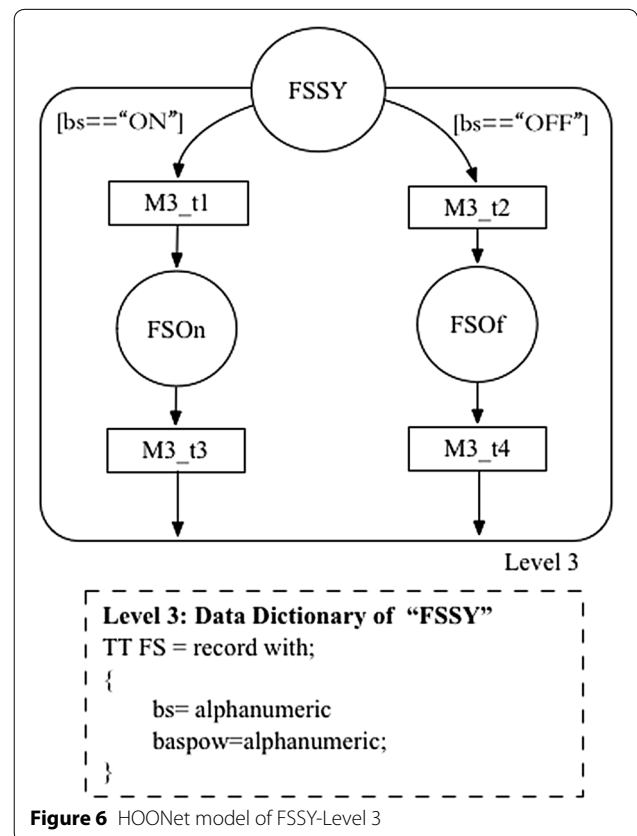 FSSY
[bs=="ON"]
[bs=="OFF"]
M3_t1
M3_t2
FSOn
FSOf
M3_t3
M3_t4
Level 3
Level 3: Data Dictionary of "FSSY"
TT FS = record with;
{
bs= alphanumeric
baspow=alphanumeric;
}
Figure 6 HOONet model of FSSY-Level 3